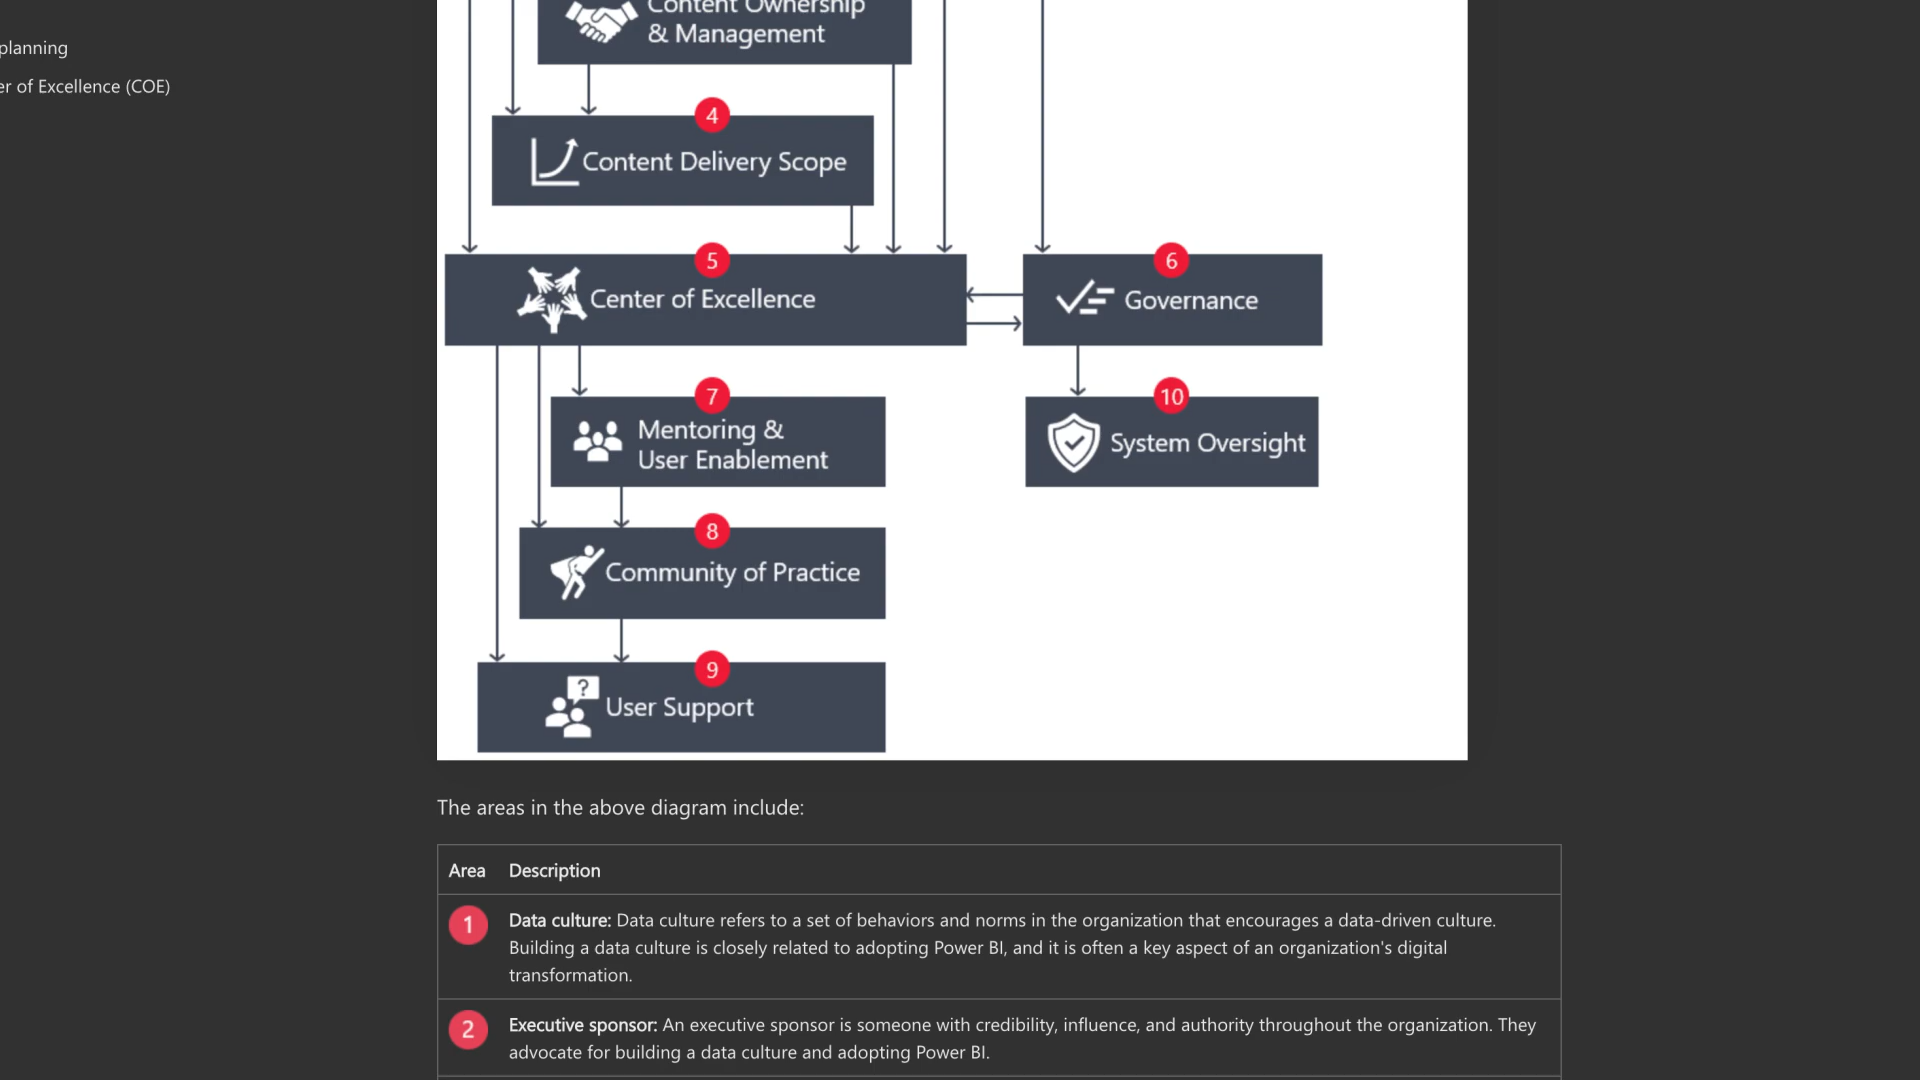 planning
er of Excellence (COE)
Content Ownership
& Management
4
Content Delivery Scope
5
Center of Excellence
6
Governance
7
Mentoring &
User Enablement
10
System Oversight
8
Community of Practice
9
User Support
The areas in the above diagram include:
Area Description
1
Data culture: Data culture refers to a set of behaviors and norms in the organization that encourages a data-driven culture.
Building a data culture is closely related to adopting Power BI, and it is often a key aspect of an organization's digital
transformation.
2
Executive sponsor: An executive sponsor is someone with credibility, influence, and authority throughout the organization. They
advocate for building a data culture and adopting Power BI.